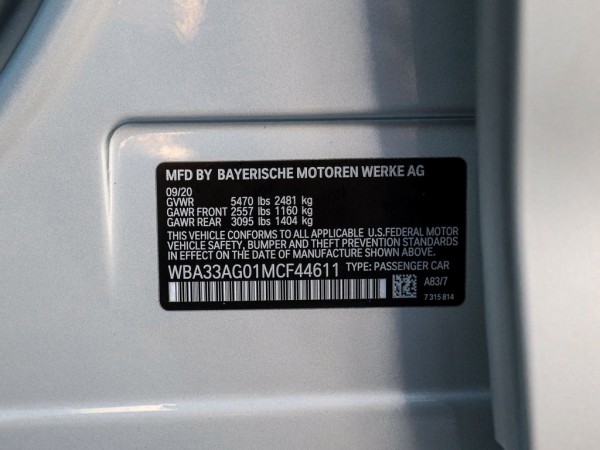 MFD BY BAYERISCHE MOTOREN WERKE AG
09/20
GVWR 5470 lbs 2481 kg
GAWR FRONT 2557 lbs 1160 kg
GAWR REAR 3095 lbs 1404 kg
THIS VEHICLE CONFORMS TO ALL APPLICABLE U.S.FEDERAL MOTOR
VEHICLE SAFETY, BUMPER AND THEFT PREVENTION STANDARDS
IN EFFECT ON THE DATE OF MANUFACTURE SHOWN ABOVE.
WBA33AG01MCF44611 TYPE: PASSENGER CAR
A83/7
7 315 814